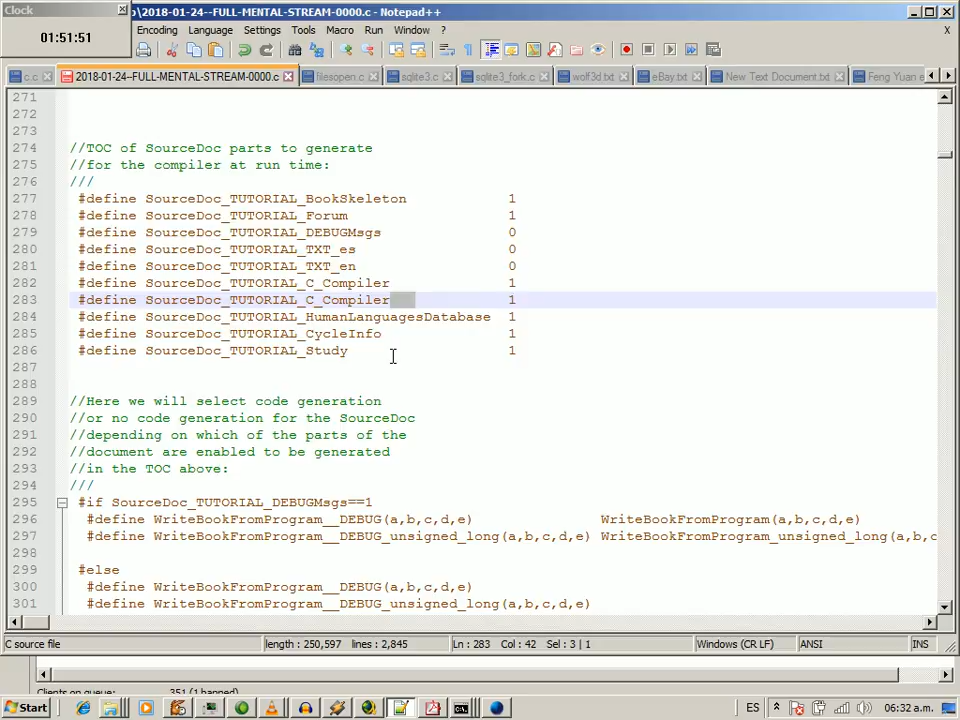 Clock
01:51:51
\2018-01-24--FULL-MENTAL-STREAM-0000.c - Notepad++
Encoding Language Settings Tools Macro Run Window ? X
c.c 2018-01-24--FULL-MENTAL-STREAM-0000.c filesopen.c sqlite3.c sqlite3_fork.c wolf3d.txt eBay.txt New Text Document.txt Feng Yuan e
271
272
273
274 //TOC of SourceDoc parts to generate
275 //for the compiler at run time:
276 ///
277 #define SourceDoc_TUTORIAL_BookSkeleton 1
278 #define SourceDoc_TUTORIAL_Forum 1
279 #define SourceDoc_TUTORIAL_DEBUGMsgs 0
280 #define SourceDoc_TUTORIAL_TXT_es 0
281 #define SourceDoc_TUTORIAL_TXT_en 0
282 #define SourceDoc_TUTORIAL_C_Compiler 1
283 #define SourceDoc_TUTORIAL_C_Compiler 1
284 #define SourceDoc_TUTORIAL_HumanLanguagesDatabase 1
285 #define SourceDoc_TUTORIAL_CycleInfo 1
286 #define SourceDoc_TUTORIAL_Study 1
287
288
289 //Here we will select code generation
290 //or no code generation for the SourceDoc
291 //depending on which of the parts of the
292 //document are enabled to be generated
293 //in the TOC above:
294 ///
295 #if SourceDoc_TUTORIAL_DEBUGMsgs==1
296 #define WriteBookFromProgram__DEBUG(a,b,c,d,e) WriteBookFromProgram(a,b,c,d,e)
297 #define WriteBookFromProgram__DEBUG_unsigned_long(a,b,c,d,e) WriteBookFromProgram_unsigned_long(a,b,c
298
299 #else
300 #define WriteBookFromProgram__DEBUG(a,b,c,d,e)
301 #define WriteBookFromProgram__DEBUG_unsigned_long(a,b,c,d,e)
C source file length : 250,597 lines : 2,845 Ln : 283 Col : 42 Sel : 3 | 1 Windows (CR LF) ANSI INS
Clients on queue: 351 (1 banned)
Start ES 06:32 a.m.